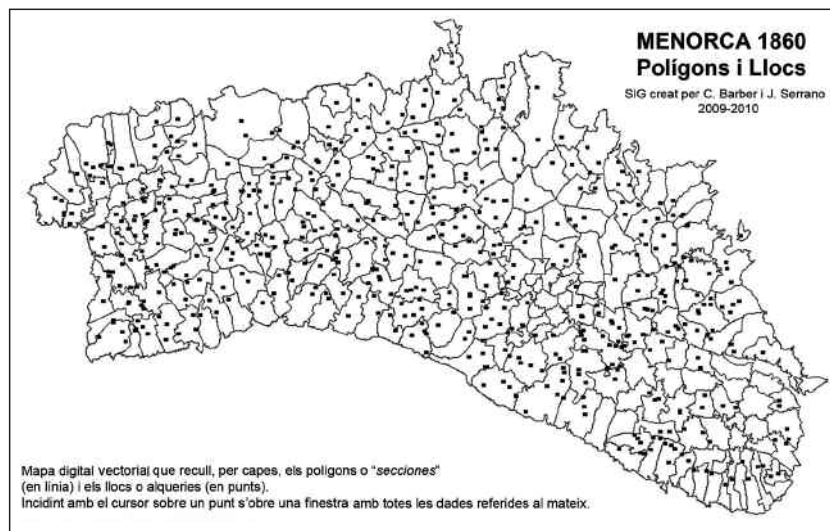 MENORCA 1860
Polígons i Llocs
SIG creat per C. Barber i J. Serrano
2009-2010
Mapa digital vectorial que recull, per capes, els polígons o "secciones"
(en línia) i els llocs o alqueries (en punts).
Incidint amb el cursor sobre un punt s'obre una finestra amb totes les dades referides al mateix.